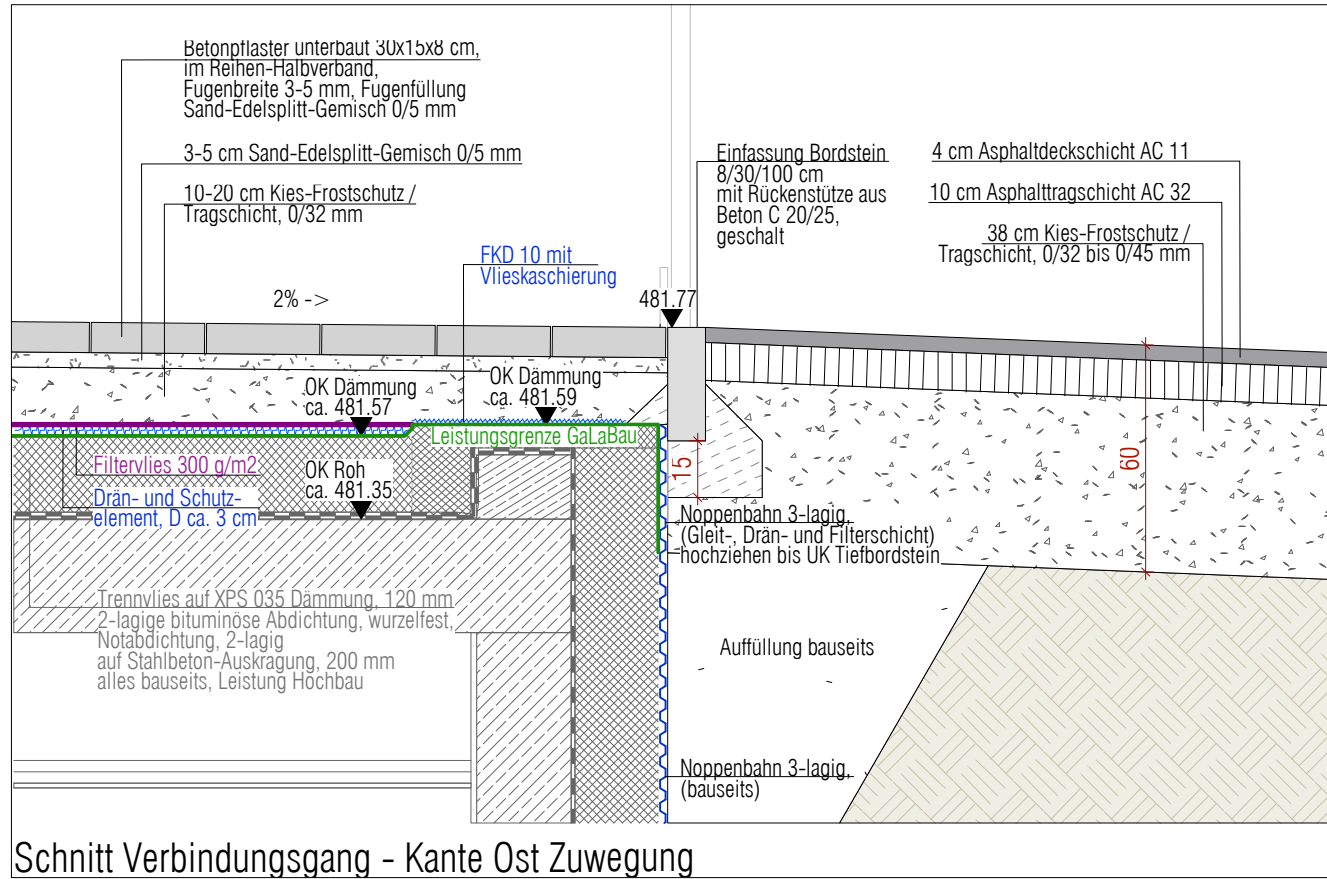 Betonpflaster unterbaut 30x15x8 cm,
im Reihen-Halbverband,
Fugenbreite 3-5 mm, Fugenfüllung
Sand-Edelsplitt-Gemisch 0/5 mm
3-5 cm Sand-Edelsplitt-Gemisch 0/5 mm
10-20 cm Kies-Frostschutz /
Tragschicht, 0/32 mm
FKD 10 mit
Vlieskaschierung
2% ->
481.77
Einfassung Bordstein
8/30/100 cm
mit Rückenstütze aus
Beton C 20/25,
geschalt
4 cm Asphaltdeckschicht AC 11
10 cm Asphalttragschicht AC 32
38 cm Kies-Frostschutz /
Tragschicht, 0/32 bis 0/45 mm
OK Dämmung
ca. 481.57
OK Dämmung
ca. 481.59
Leistungsgrenze GaLaBau
Filtervlies 300 g/m2
OK Roh
ca. 481.35
Drän- und Schutz-
element, D ca. 3 cm
15
60
Noppenbahn 3-lagig,
(Gleit-, Drän- und Filterschicht)
hochziehen bis UK Tiefbordstein
Trennvlies auf XPS 035 Dämmung, 120 mm
2-lagige bituminöse Abdichtung, wurzelfest,
Notabdichtung, 2-lagig
auf Stahlbeton-Auskragung, 200 mm
alles bauseits, Leistung Hochbau
Auffüllung bauseits
Noppenbahn 3-lagig,
(bauseits)
Schnitt Verbindungsgang - Kante Ost Zuwegung